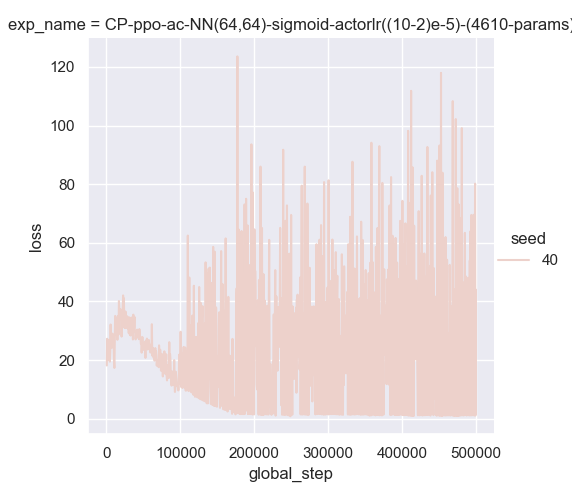 exp_name = CP-ppo-ac-NN(64,64)-sigmoid-actorlr((10-2)e-5)-(4610-params)
120
100
80
60
40
20
0
loss
0 100000 200000 300000 400000 500000
global_step
seed
40